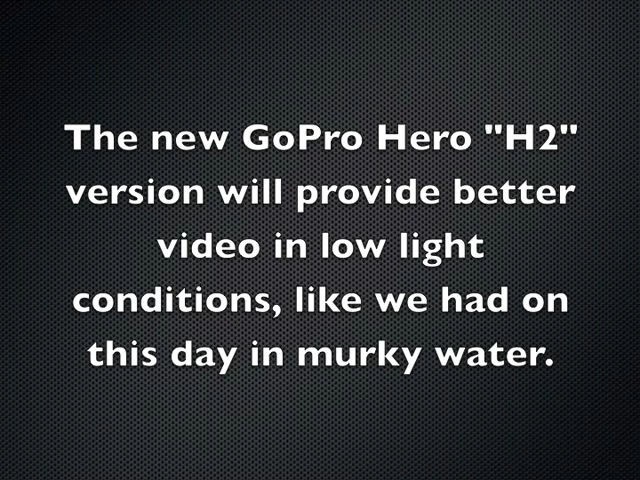 The new GoPro Hero "H2"
version will provide better
video in low light
conditions, like we had on
this day in murky water.